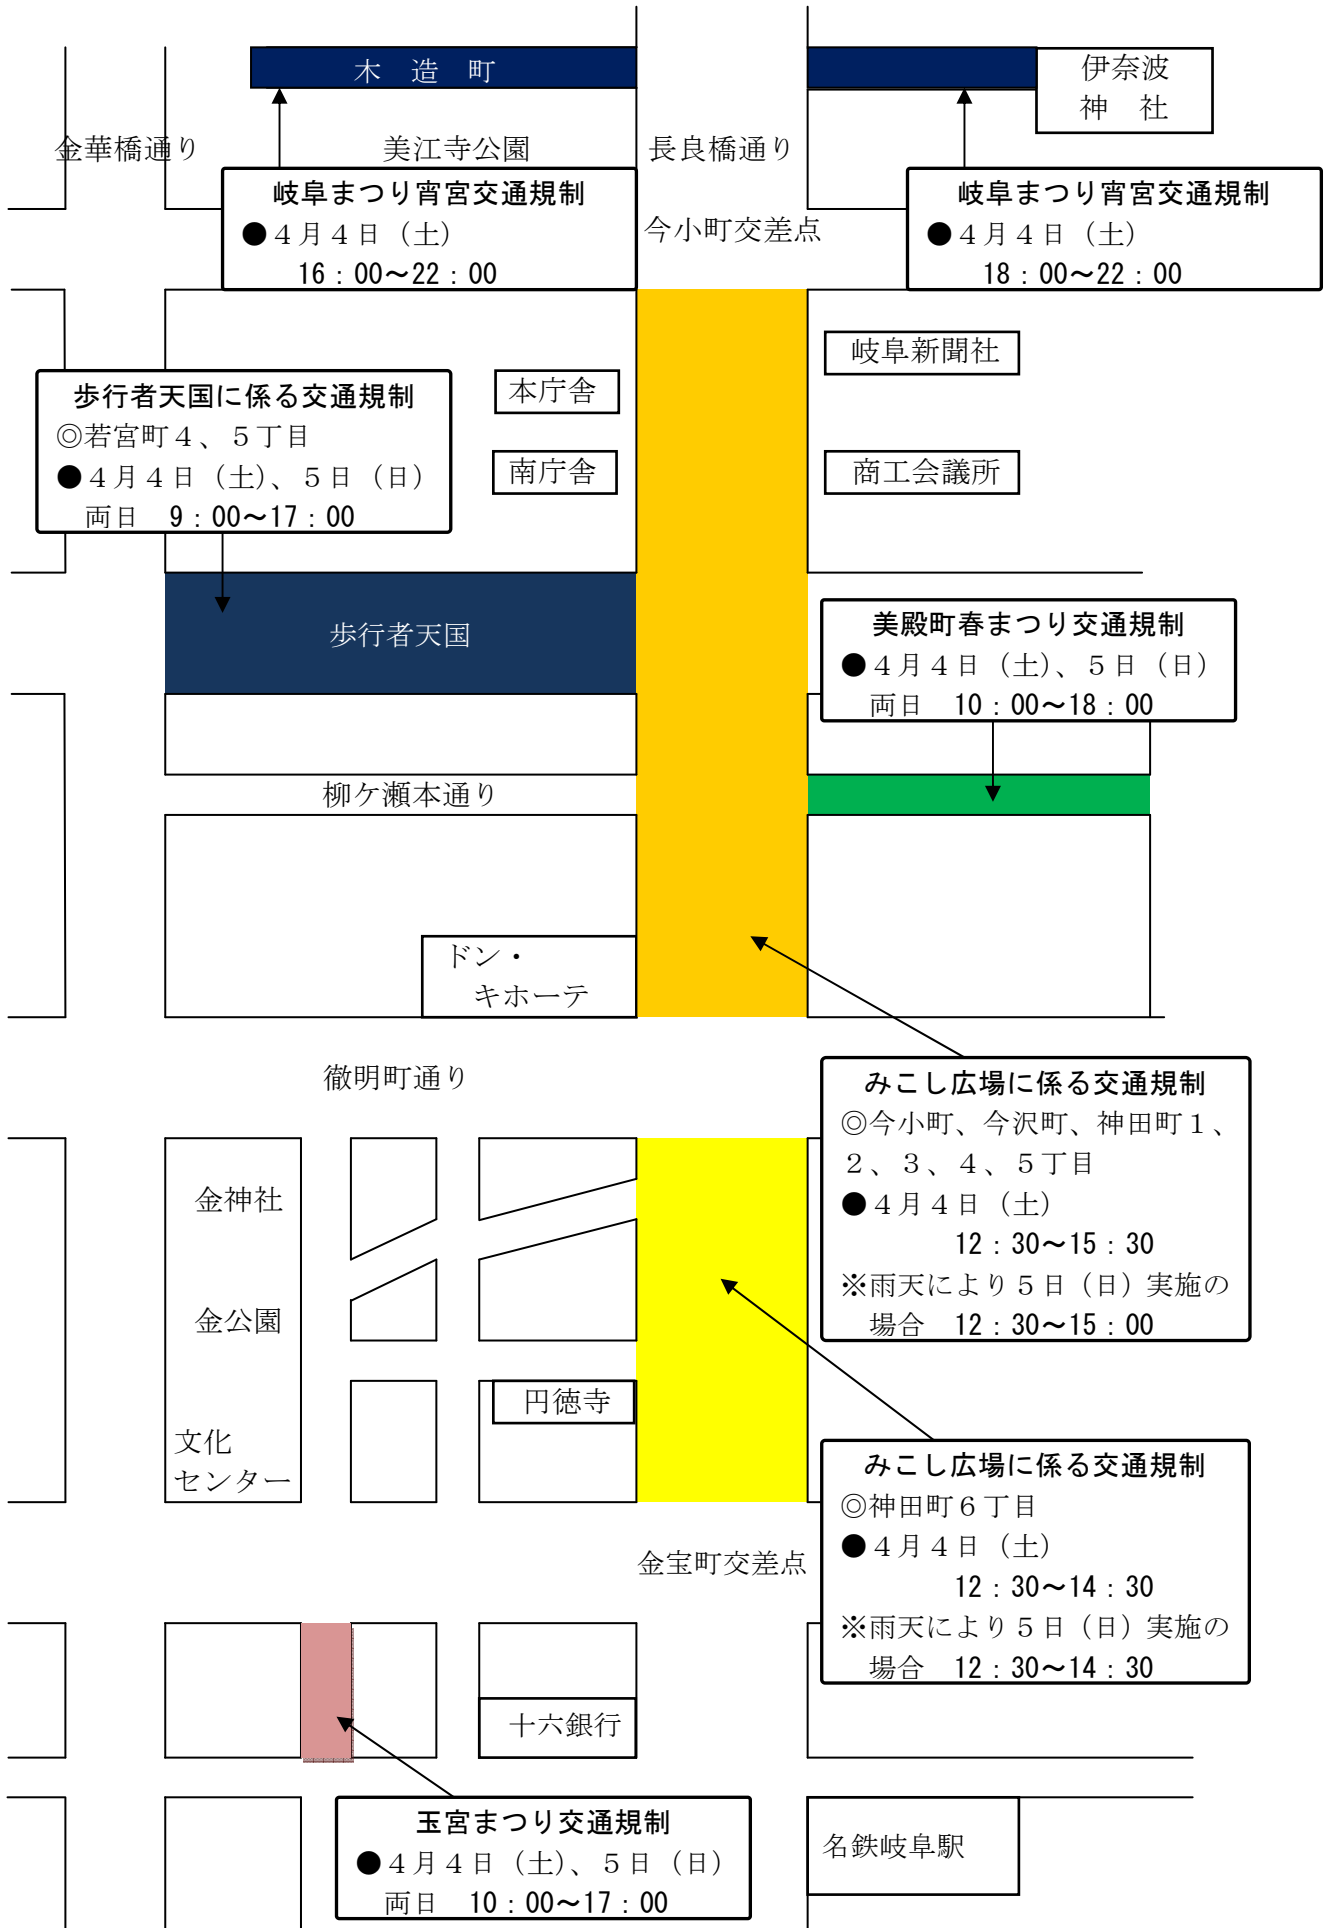 木 造 町
伊奈波
神 社
金華橋通り
美江寺公園
長良橋通り
岐阜まつり宵宮交通規制
●４月４日（土）
16：00～22：00
今小町交差点
岐阜まつり宵宮交通規制
●４月４日（土）
18：00～22：00
岐阜新聞社
本庁舎
歩行者天国に係る交通規制
◎若宮町４、５丁目
●４月４日（土）、５日（日）
両日　9：00～17：00
南庁舎
商工会議所
歩行者天国
美殿町春まつり交通規制
●４月４日（土）、５日（日）
両日　10：00～18：00
柳ケ瀬本通り
ドン・
キホーテ
徹明町通り
みこし広場に係る交通規制
◎今小町、今沢町、神田町１、
２、３、４、５丁目
●４月４日（土）
12：30～15：30
※雨天により５日（日）実施の
場合　12：30～15：00
金神社
金公園
円徳寺
文化
センター
みこし広場に係る交通規制
◎神田町６丁目
●４月４日（土）
12：30～14：30
※雨天により５日（日）実施の
場合　12：30～14：30
金宝町交差点
十六銀行
玉宮まつり交通規制
●４月４日（土）、５日（日）
両日　10：00～17：00
名鉄岐阜駅